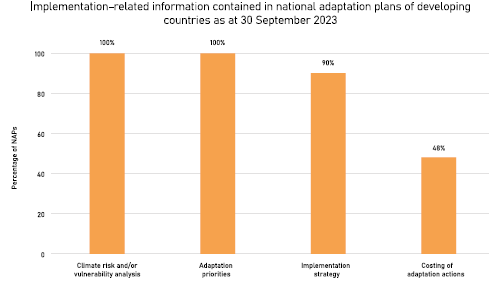 Implementation–related information contained in national adaptation plans of developing
countries as at 30 September 2023
100%
100%
90%
48%
Percentage of NAPs
100
80
60
40
20
0
Climate risk and/or
vulnerability analysis
Adaptation
priorities
Implementation
strategy
Costing of
adaptation actions